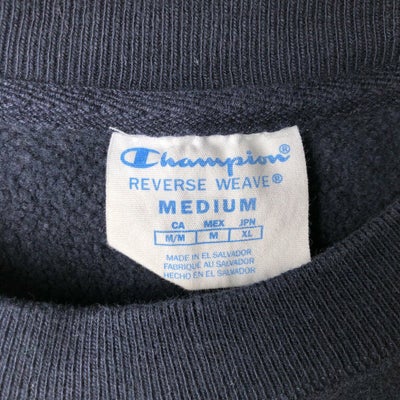 Champion®
REVERSE WEAVE®
MEDIUM
CA MEX JPN
M/M M XL
MADE IN EL SALVADOR
FABRIQUE AU SALVADOR
HECHO EN EL SALVADOR